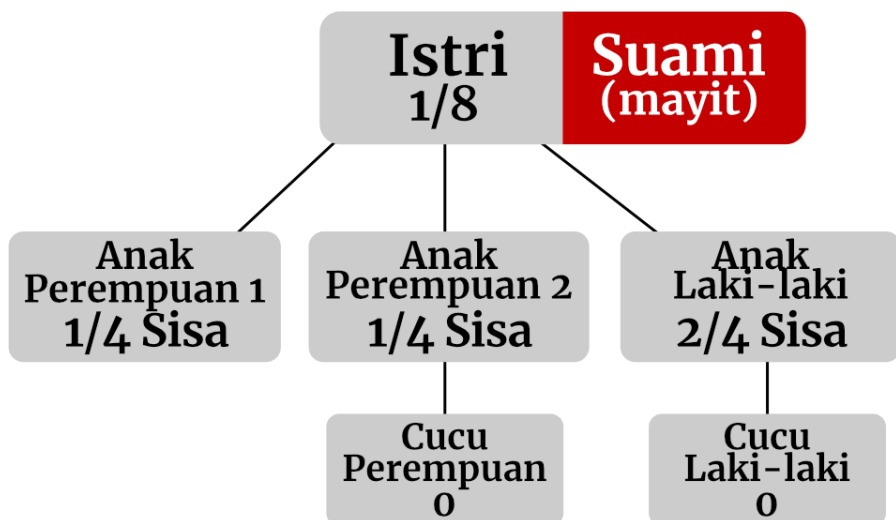 Istri
1/8
Suami
(mayit)
Anak
Perempuan 1
1/4 Sisa
Anak
Perempuan 2
1/4 Sisa
Anak
Laki-laki
2/4 Sisa
Cucu
Perempuan
0
Cucu
Laki-laki
0